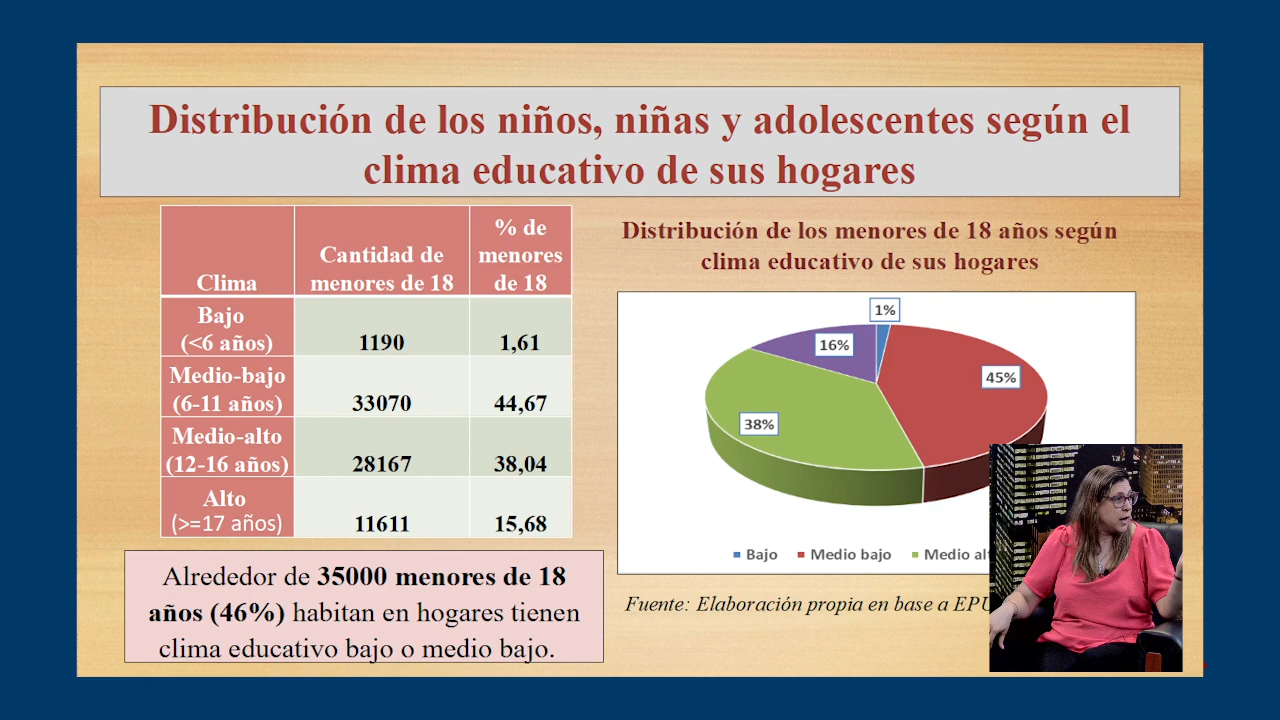 Distribución de los niños, niñas y adolescentes según el
clima educativo de sus hogares
Clima
Cantidad de
menores de 18
% de
menores
de 18
Bajo
(<6 años)
1190
1,61
Medio-bajo
(6-11 años)
33070
44,67
Medio-alto
(12-16 años)
28167
38,04
Alto
(>=17 años)
11611
15,68
Alrededor de 35000 menores de 18
años (46%) habitan en hogares tienen
clima educativo bajo o medio bajo.
Distribución de los menores de 18 años según
clima educativo de sus hogares
1%
16%
45%
38%
Bajo
Medio bajo
Medio
Fuente: Elaboración propia en base a